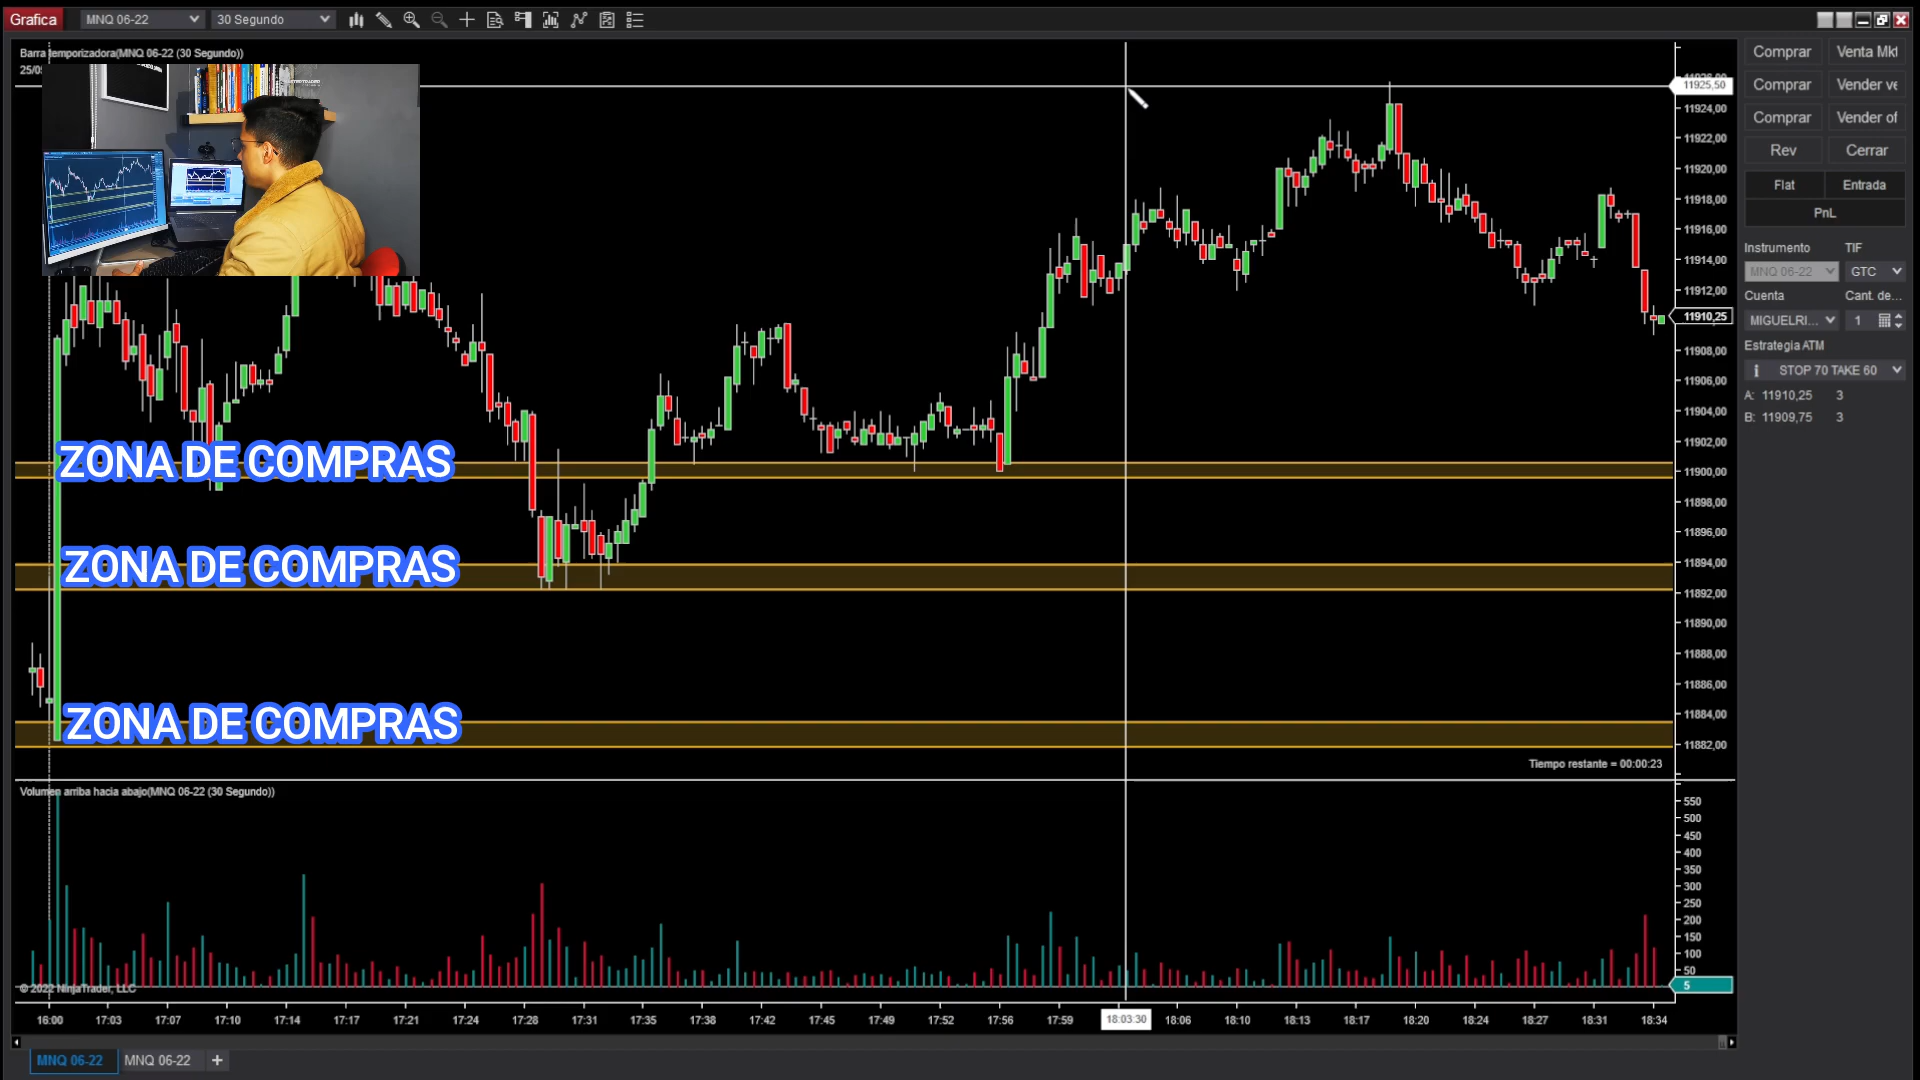 Grafica MNQ 06-22 30 Segundo
Barra temporizadora(MNQ 06-22 (30 Segundo))
25/0
Comprar Venta Mkt
Comprar Vender ve
Comprar Vender of
Rev Cerrar
Flat Entrada
PnL
Instrumento TIF
MNQ 06-22 GTC
Cuenta Cant. de...
MIGUELRI... 1
Estrategia ATM
STOP 70 TAKE 60
A: 11910,25 3
B: 11909,75 3
11925,50
11924,00
11922,00
11920,00
11918,00
11916,00
11914,00
11912,00
11910,25
11908,00
11906,00
11904,00
11902,00
11900,00
11898,00
11896,00
11894,00
11892,00
11890,00
11888,00
11886,00
11884,00
11882,00
ZONA DE COMPRAS
ZONA DE COMPRAS
ZONA DE COMPRAS
Tiempo restante = 00:00:23
Volumen arriba hacia abajo(MNQ 06-22 (30 Segundo))
550
500
450
400
350
300
250
200
150
100
50
5
© 2022 NinjaTrader, LLC
16:00 17:03 17:07 17:10 17:14 17:17 17:21 17:24 17:28 17:31 17:35 17:38 17:42 17:45 17:49 17:52 17:56 17:59 18:03:30 18:06 18:10 18:13 18:17 18:20 18:24 18:27 18:31 18:34
MNQ 06-22 MNQ 06-22 +